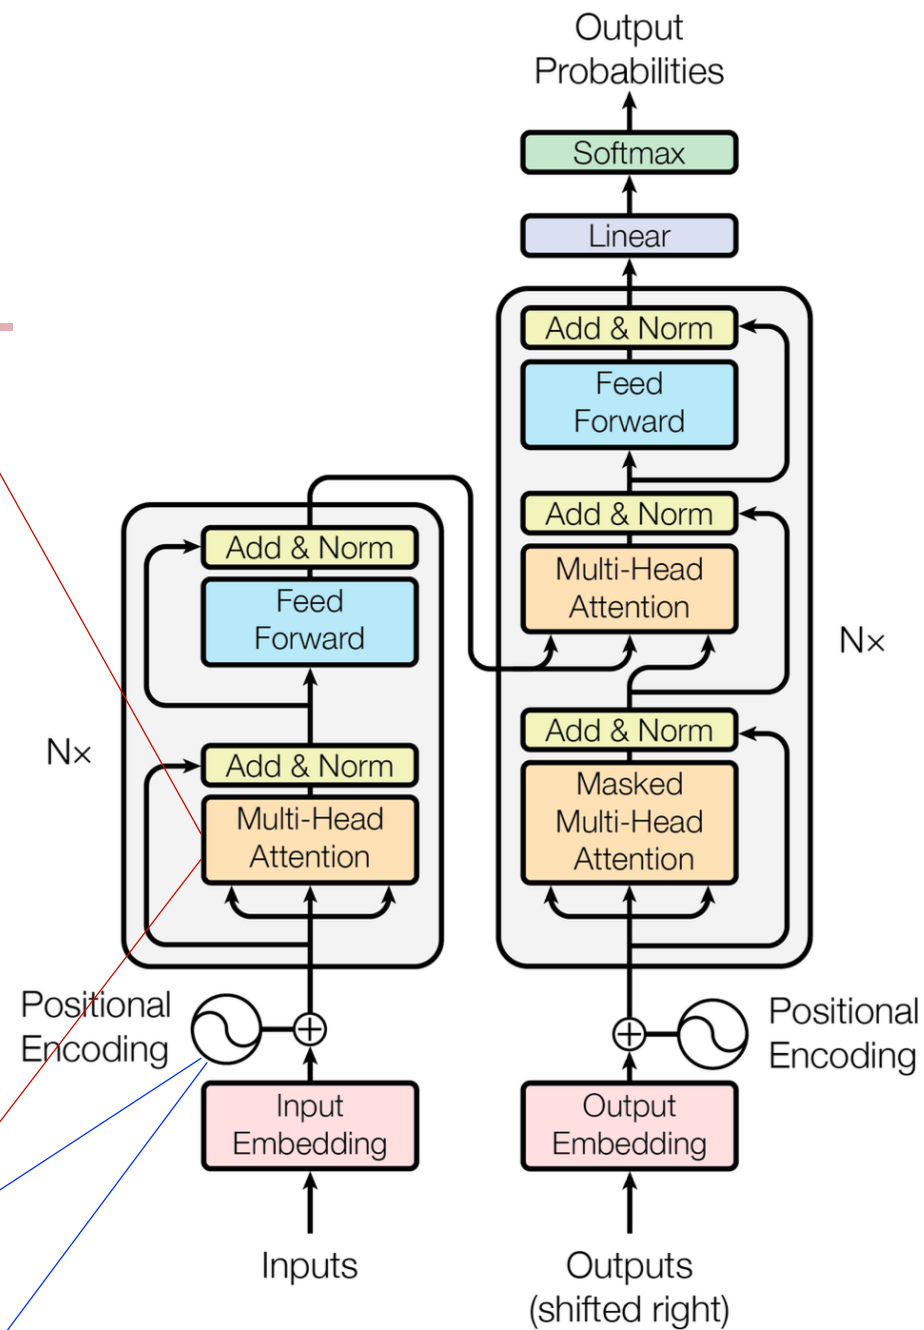 Output
Probabilities
Softmax
Linear
Add & Norm
Feed
Forward
Add & Norm
Multi-Head
Attention
Nx
Add & Norm
Masked
Multi-Head
Attention
Add & Norm
Feed
Forward
Nx
Add & Norm
Multi-Head
Attention
Positional
Encoding
Positional
Encoding
Input
Embedding
Output
Embedding
Inputs
Outputs
(shifted right)